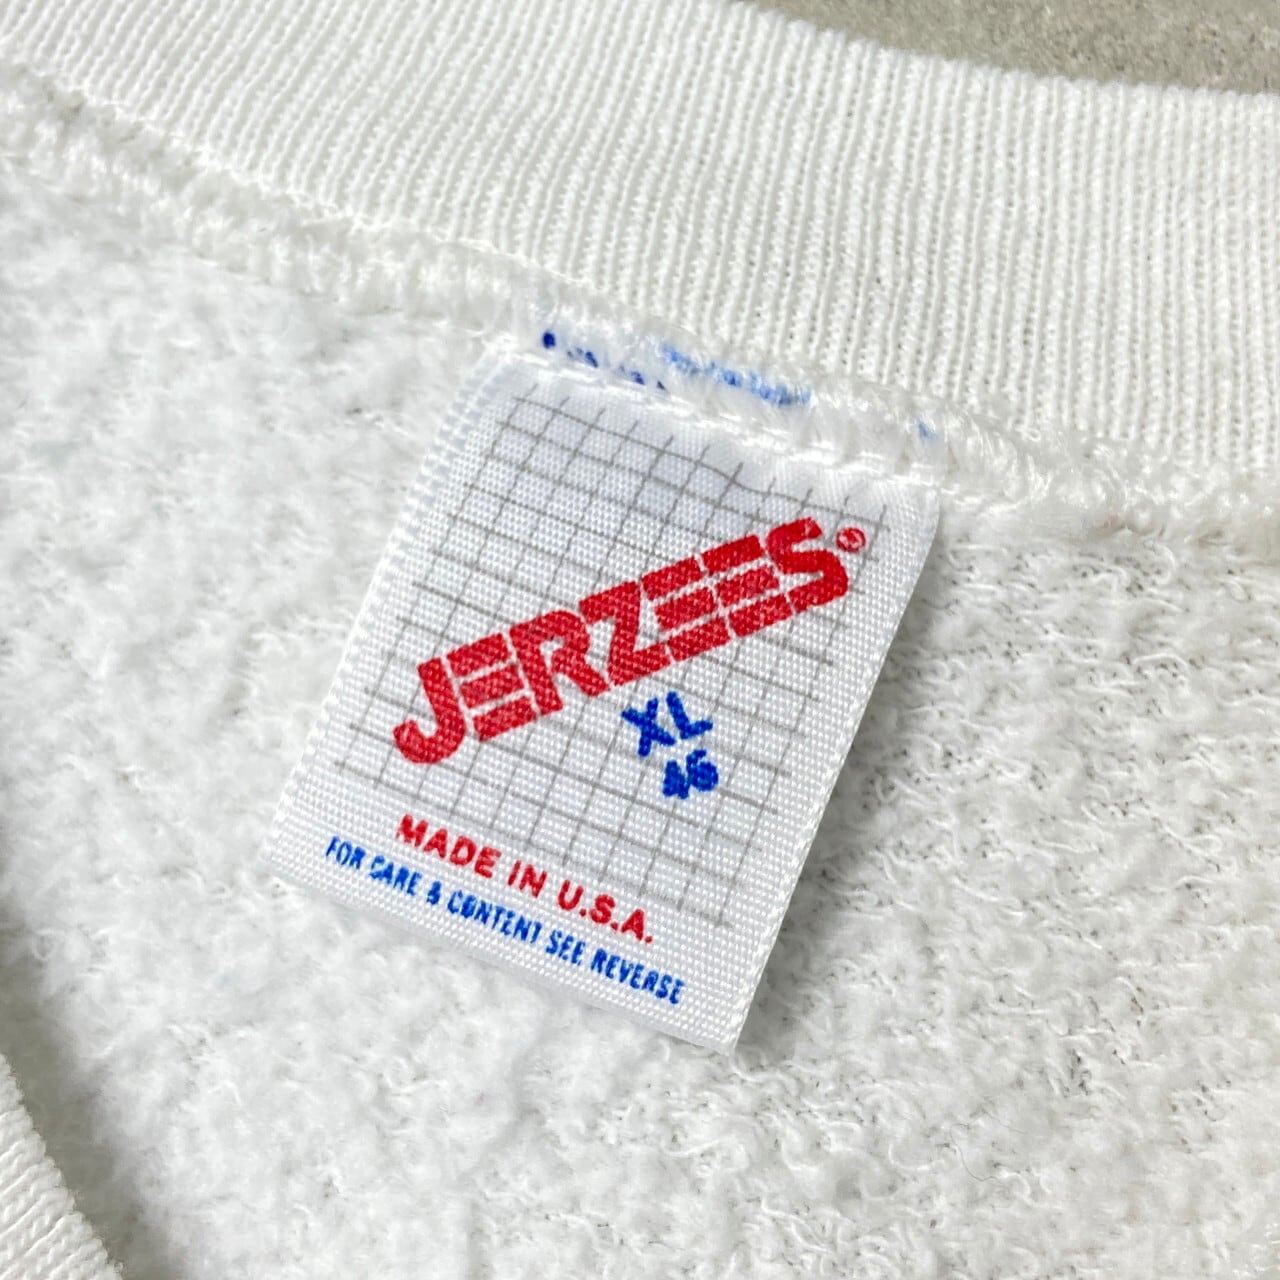 JERZEES®
XL
46
MADE IN U.S.A.
FOR CARE & CONTENT SEE REVERSE